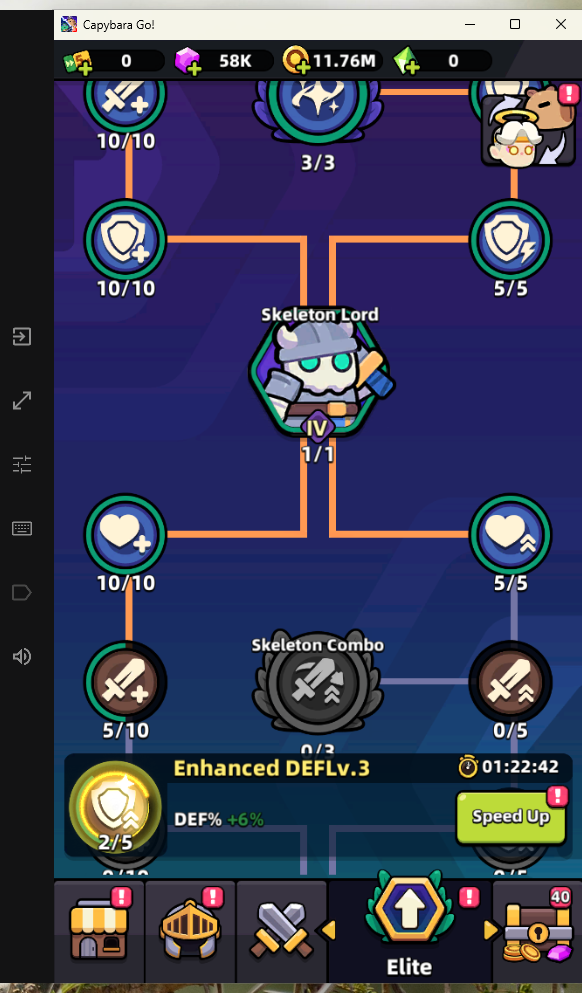 Capybara Go!
0
58K
11.76M
0
10/10
3/3
10/10
5/5
Skeleton Lord
IV
1/1
10/10
5/5
Skeleton Combo
5/10
0/3
0/5
Enhanced DEFLv.3
01:22:42
DEF% +6%
Speed Up
2/5
40
Elite